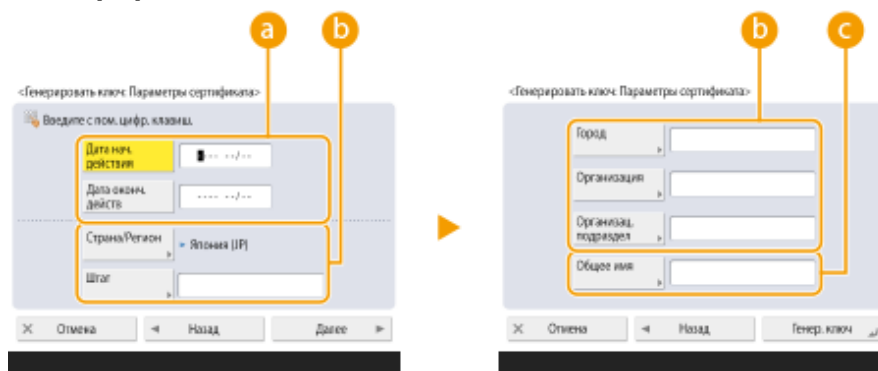 a
b
<Генерировать ключ: Параметры сертификата>
Введите с пом. цифр. клавиш.
Дата нач.
действия
---- --/--
Дата оконч.
действ
---- --/--
Страна/Регион
Япония (JP)
Штат
Отмена
Назад
Далее
b
c
<Генерировать ключ: Параметры сертификата>
Город
Организация
Организац.
подраздел
Общее имя
Отмена
Назад
Генер. ключ